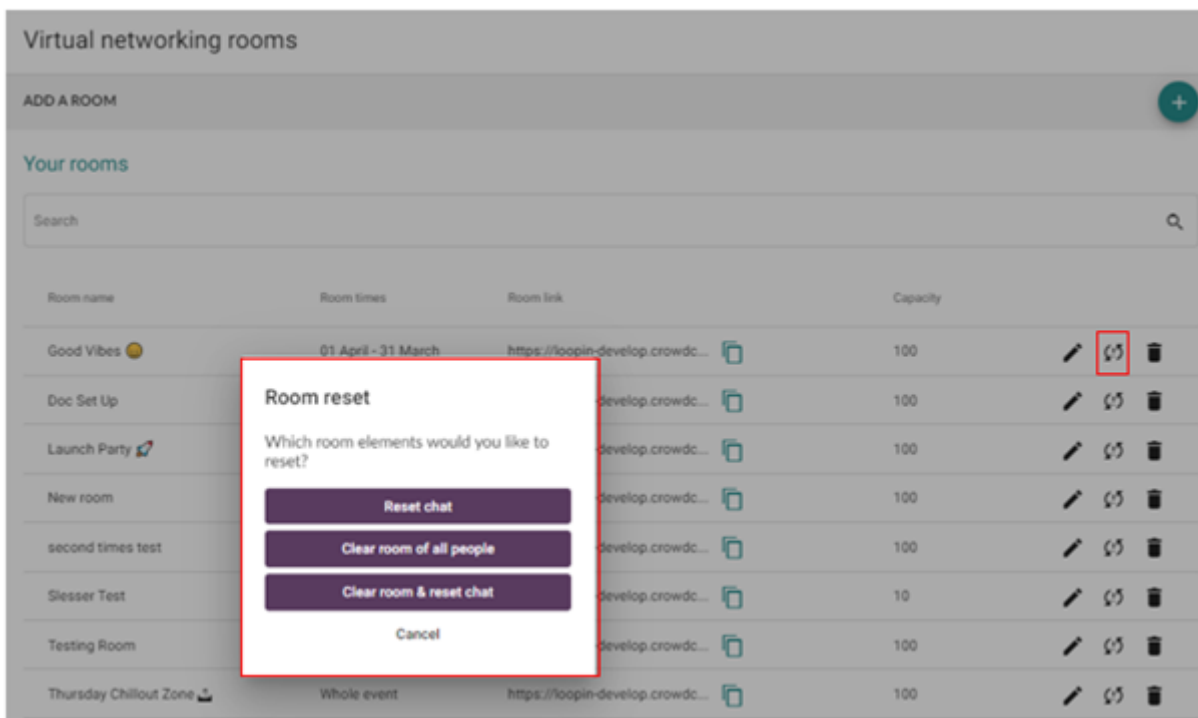 Virtual networking rooms
ADD A ROOM
Your rooms
Search
Room name Room times Room link Capacity
Good Vibes 01 April - 31 March https://loopin-develop.crowdc... 100
Doc Set Up develop.crowdc... 100
Launch Party 🚀 develop.crowdc... 100
New room develop.crowdc... 100
second times test develop.crowdc... 100
Slesser Test develop.crowdc... 10
Testing Room develop.crowdc... 100
Thursday Chillout Zone Whole event https://loopin-develop.crowdc... 100
Room reset
Which room elements would you like to
reset?
Reset chat
Clear room of all people
Clear room & reset chat
Cancel